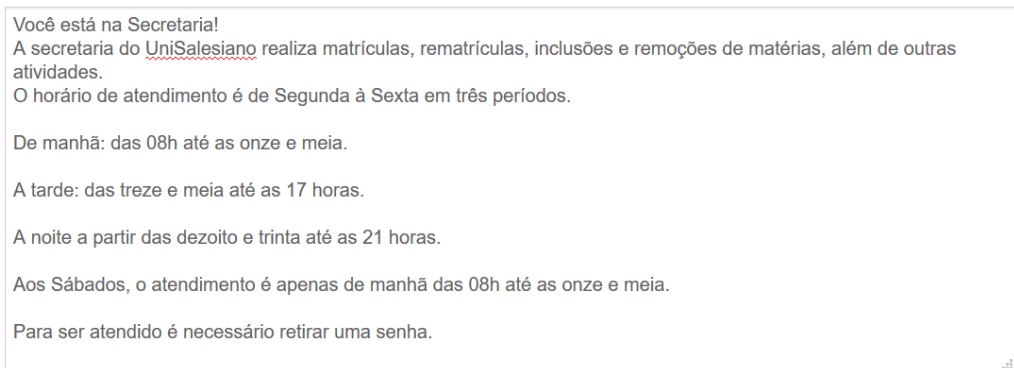 Você está na Secretaria!
A secretaria do UniSalesiano realiza matrículas, rematrículas, inclusões e remoções de matérias, além de outras
atividades.
O horário de atendimento é de Segunda à Sexta em três períodos.
De manhã: das 08h até as onze e meia.
A tarde: das treze e meia até as 17 horas.
A noite a partir das dezoito e trinta até as 21 horas.
Aos Sábados, o atendimento é apenas de manhã das 08h até as onze e meia.
Para ser atendido é necessário retirar uma senha.